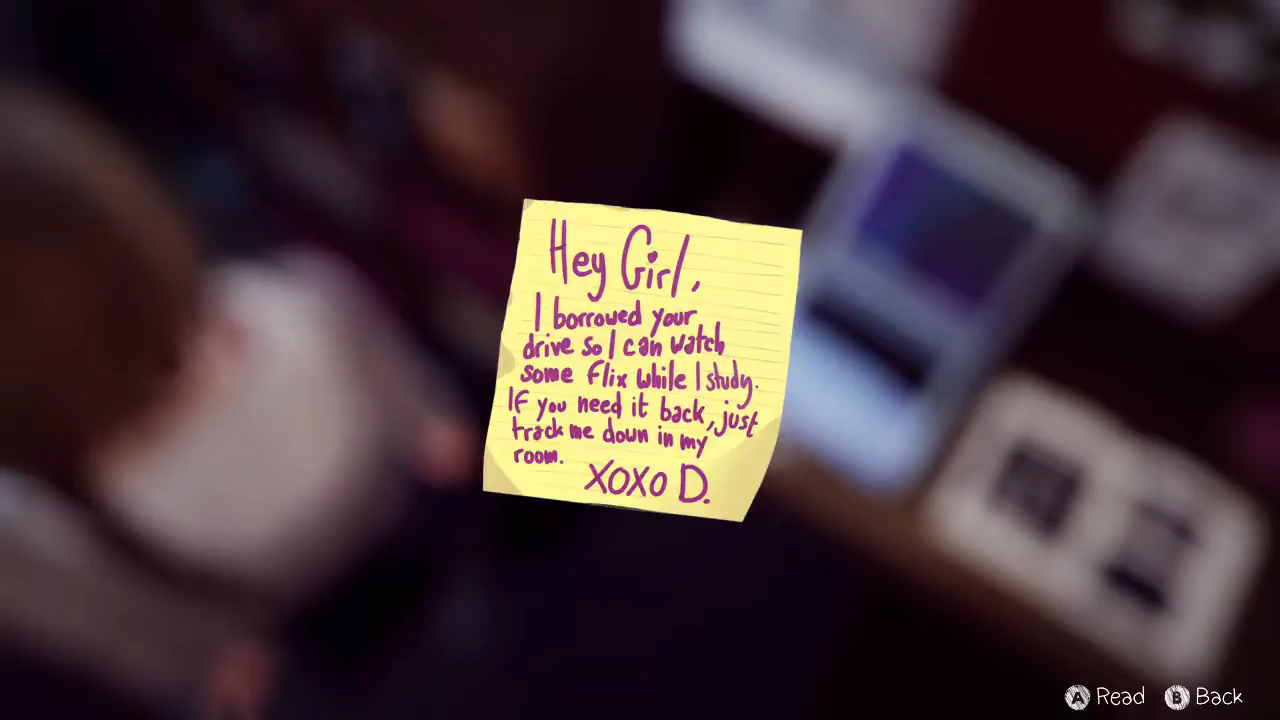 Hey Girl,
I borrowed your
drive so I can watch
some flix while I study.
If you need it back, just
track me down in my
room.
XOXO D.
A Read B Back